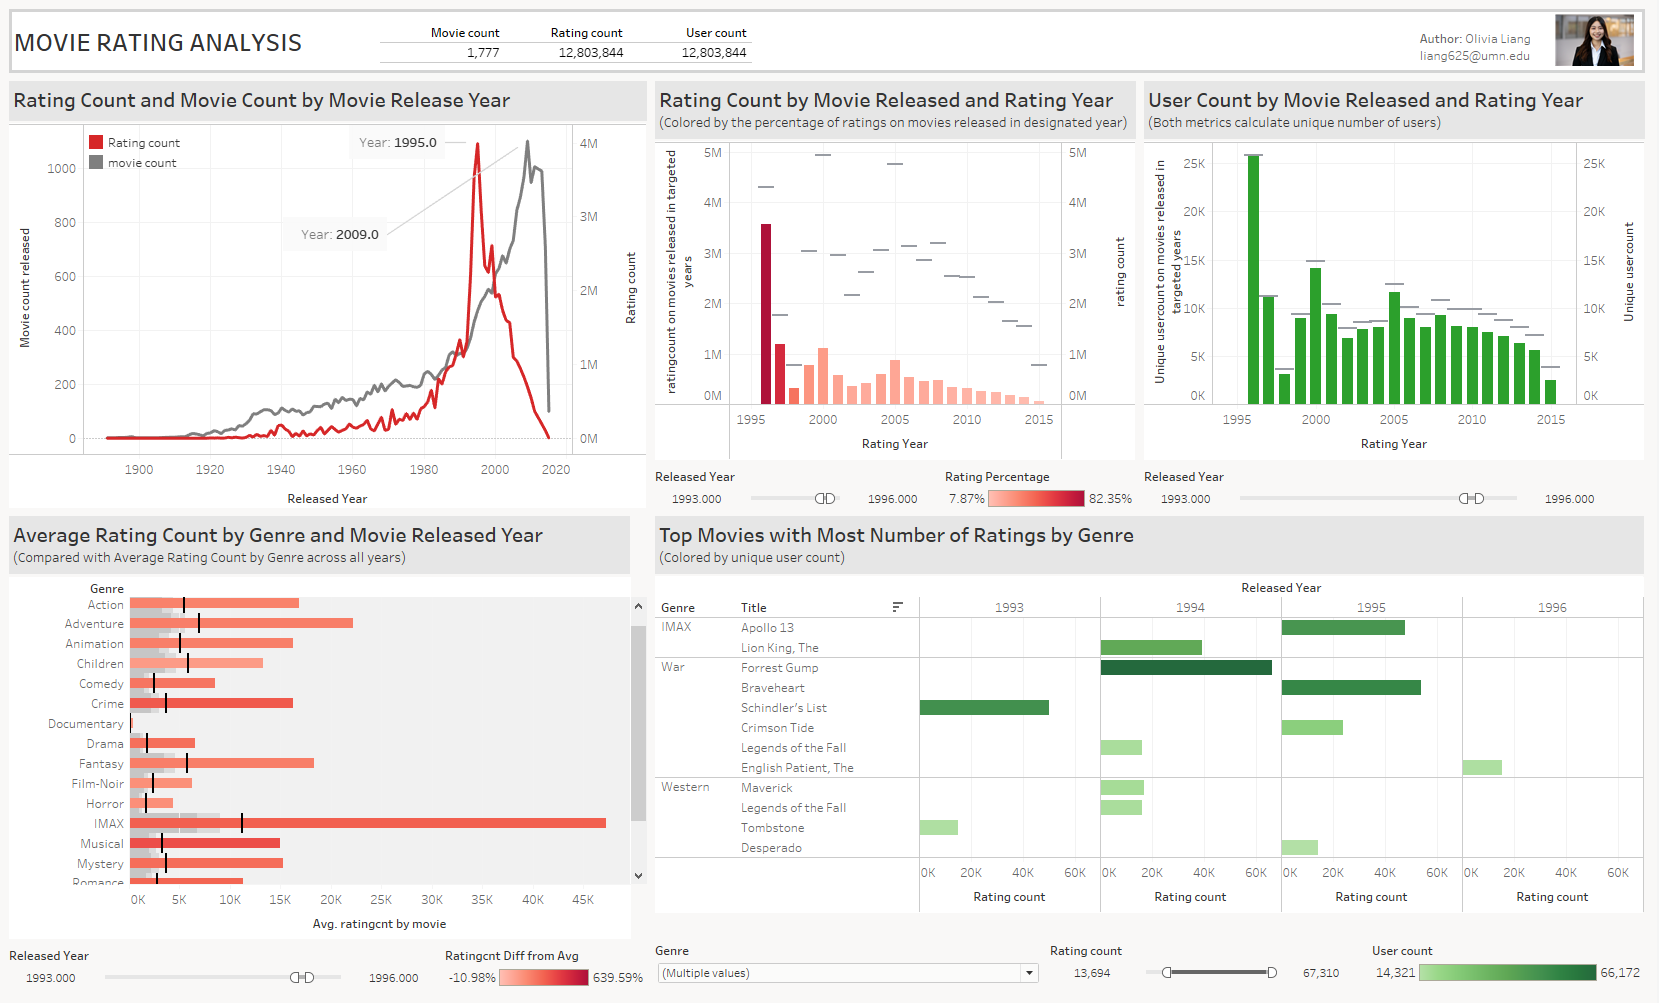 MOVIE RATING ANALYSIS
Movie count Rating count User count
1,777 12,803,844 12,803,844
Author: Olivia Liang
liang625@umn.edu
Rating Count and Movie Count by Movie Release Year
Rating count
movie count
Year: 1995.0
Year: 2009.0
Movie count released
1000
800
600
400
200
0
4M
3M
2M
1M
0M
Rating count
1900 1920 1940 1960 1980 2000 2020
Released Year
Rating Count by Movie Released and Rating Year
(Colored by the percentage of ratings on movies released in designated year)
ratingcount on movies released in targeted
years
5M
4M
3M
2M
1M
0M
5M
4M
3M
2M
1M
0M
rating count
1995 2000 2005 2010 2015
Rating Year
Released Year
1993.000 1996.000
Rating Percentage
7.87% 82.35%
User Count by Movie Released and Rating Year
(Both metrics calculate unique number of users)
Unique usercount on movies released in
targeted years
25K
20K
15K
10K
5K
0K
25K
20K
15K
10K
5K
0K
Unique user count
1995 2000 2005 2010 2015
Rating Year
Released Year
1993.000 1996.000
Average Rating Count by Genre and Movie Released Year
(Compared with Average Rating Count by Genre across all years)
Genre
Action
Adventure
Animation
Children
Comedy
Crime
Documentary
Drama
Fantasy
Film-Noir
Horror
IMAX
Musical
Mystery
Romance
0K 5K 10K 15K 20K 25K 30K 35K 40K 45K
Avg. ratingcnt by movie
Released Year
1993.000 1996.000
Ratingcnt Diff from Avg
-10.98% 639.59%
Top Movies with Most Number of Ratings by Genre
(Colored by unique user count)
Released Year
Genre Title 1993 1994 1995 1996
IMAX Apollo 13
Lion King, The
War Forrest Gump
Braveheart
Schindler's List
Crimson Tide
Legends of the Fall
English Patient, The
Western Maverick
Legends of the Fall
Tombstone
Desperado
0K 20K 40K 60K 0K 20K 40K 60K 0K 20K 40K 60K 0K 20K 40K 60K
Rating count Rating count Rating count Rating count
Genre
(Multiple values)
Rating count
13,694 67,310
User count
14,321 66,172